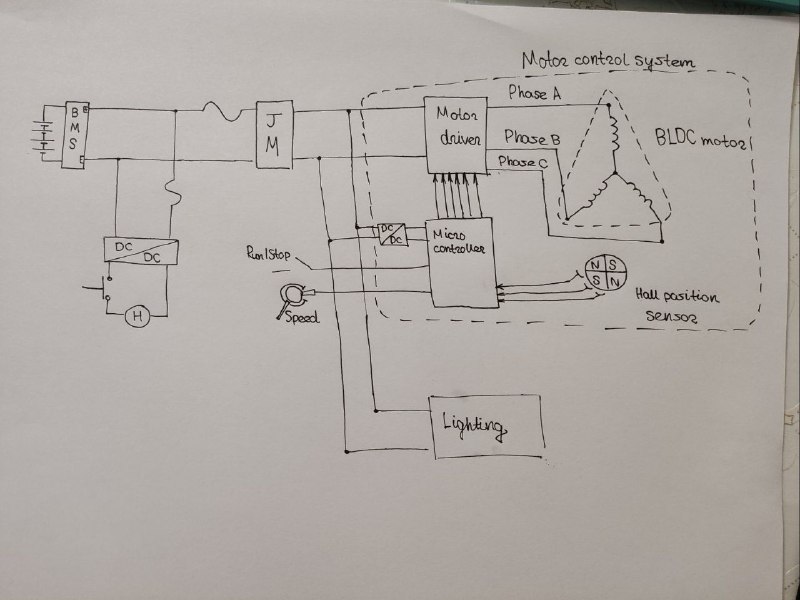 Motor control system
B
M
S
J
M
Motor
driver
Phase A
Phase B
Phase C
BLDC motor
DC
DC
DC
DC
Micro
controller
Run/Stop
H
Speed
N S
S N
Hall position
sensor
Lighting